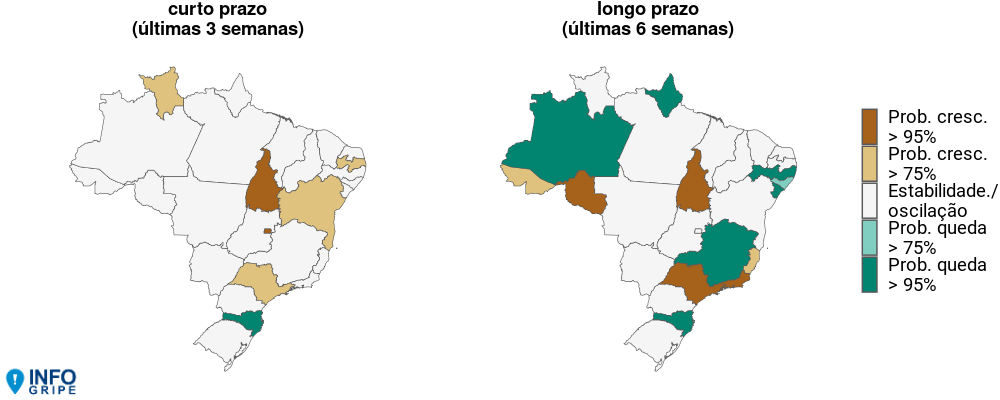 curto prazo
(últimas 3 semanas)
longo prazo
(últimas 6 semanas)
Prob. cresc.
> 95%
Prob. cresc.
> 75%
Estabilidade./
oscilação
Prob. queda
> 75%
Prob. queda
> 95%
INFO
GRIPE